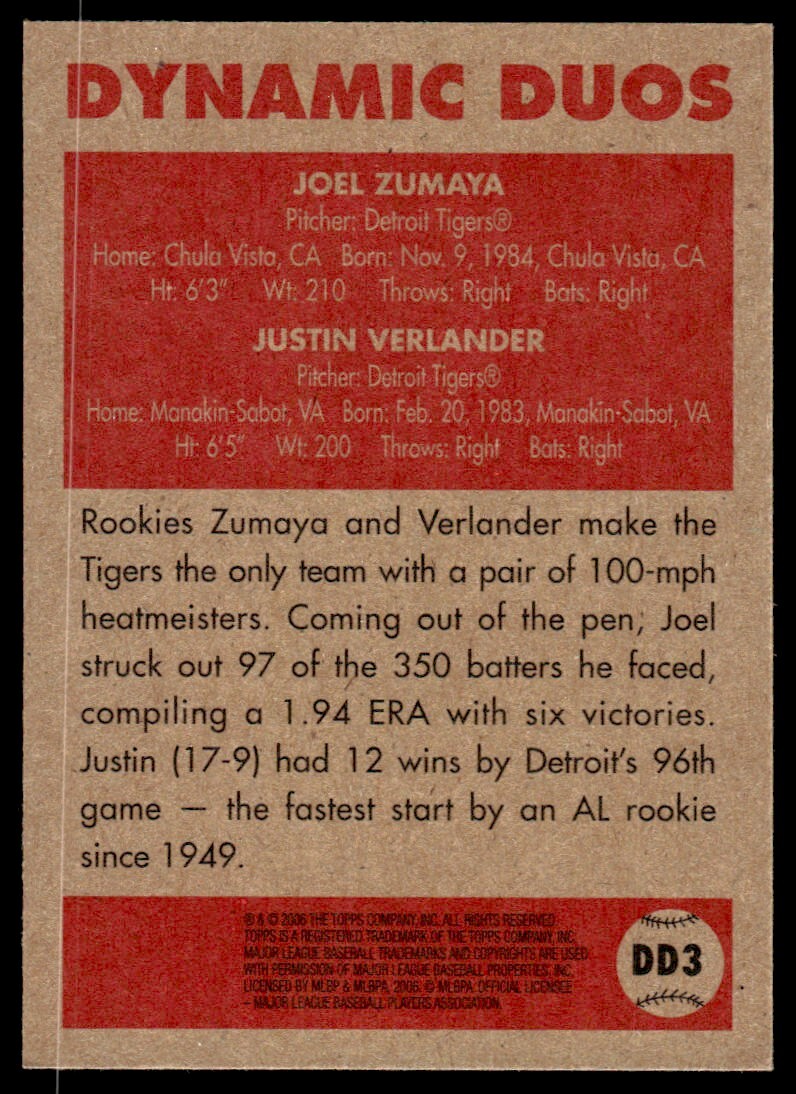 DYNAMIC DUOS
JOEL ZUMAYA
Pitcher: Detroit Tigers®
Home: Chula Vista, CA Born: Nov. 9, 1984, Chula Vista, CA
Ht: 6'3" Wt: 210 Throws: Right Bats: Right
JUSTIN VERLANDER
Pitcher: Detroit Tigers®
Home: Manakin-Sabot, VA Born: Feb. 20, 1983, Manakin-Sabot, VA
Ht: 6'5" Wt: 200 Throws: Right Bats: Right
Rookies Zumaya and Verlander make the
Tigers the only team with a pair of 100-mph
heatmeisters. Coming out of the pen, Joel
struck out 97 of the 350 batters he faced,
compiling a 1.94 ERA with six victories.
Justin (17-9) had 12 wins by Detroit's 96th
game – the fastest start by an AL rookie
since 1949.
® & © 2006 THE TOPPS COMPANY, INC. ALL RIGHTS RESERVED.
TOPPS IS A REGISTERED TRADEMARK OF THE TOPPS COMPANY, INC.
MAJOR LEAGUE BASEBALL TRADEMARKS AND COPYRIGHTS ARE USED
WITH PERMISSION OF MAJOR LEAGUE BASEBALL PROPERTIES, INC.
LICENSED BY MLBP & MLBPA, 2006. © MLBPA OFFICIAL LICENSEE
– MAJOR LEAGUE BASEBALL PLAYERS ASSOCIATION.
DD3